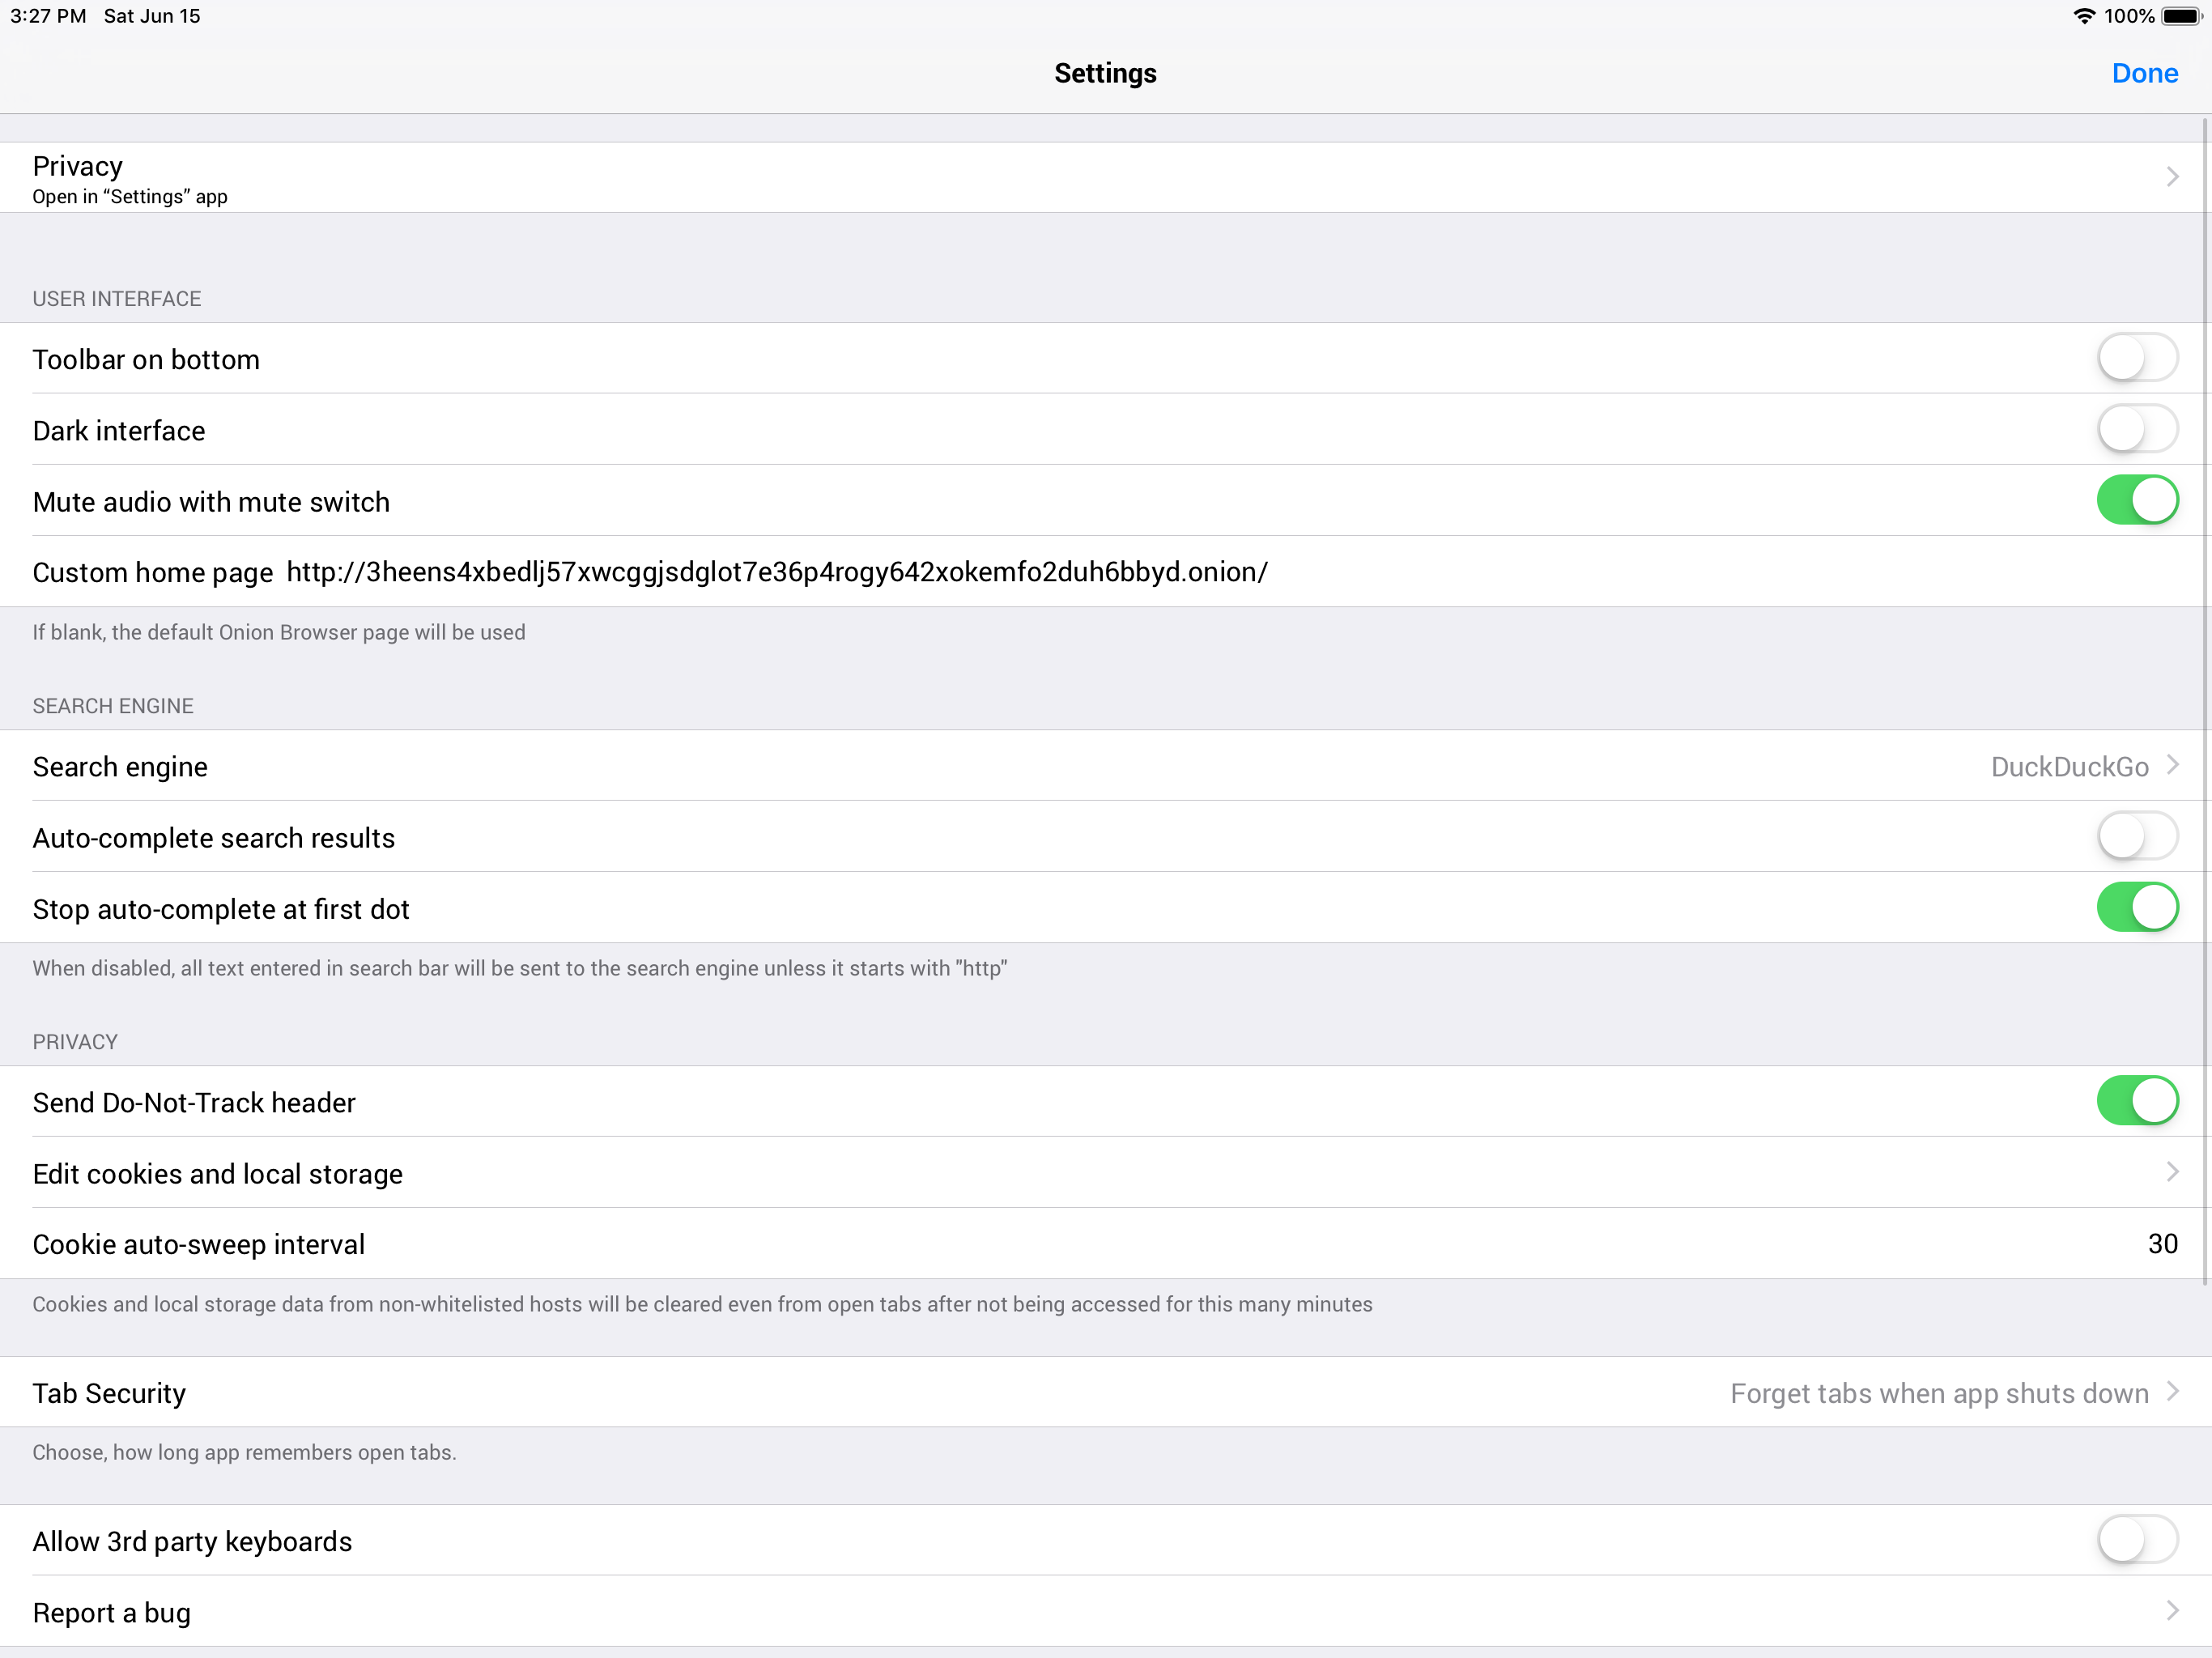 3:27 PM Sat Jun 15 100%
Settings
Done
Privacy
Open in “Settings” app
USER INTERFACE
Toolbar on bottom
Dark interface
Mute audio with mute switch
Custom home page http://3heens4xbedlj57xwcggjsdglot7e36p4rogy642xokemfo2duh6bbyd.onion/
If blank, the default Onion Browser page will be used
SEARCH ENGINE
Search engine DuckDuckGo
Auto-complete search results
Stop auto-complete at first dot
When disabled, all text entered in search bar will be sent to the search engine unless it starts with "http"
PRIVACY
Send Do-Not-Track header
Edit cookies and local storage
Cookie auto-sweep interval 30
Cookies and local storage data from non-whitelisted hosts will be cleared even from open tabs after not being accessed for this many minutes
Tab Security Forget tabs when app shuts down
Choose, how long app remembers open tabs.
Allow 3rd party keyboards
Report a bug